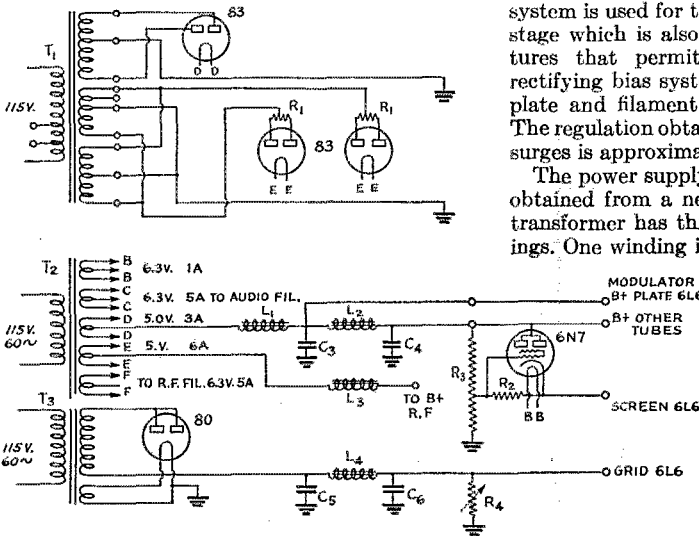 system is used for t
stage which is also
tures that permit
rectifying bias syst
plate and filament
The regulation obta
surges is approxima
The power supply
obtained from a ne
transformer has th
ings. One winding i
83
D D
T1
115V.
R1
R1
83
E E
E E
T2
115V.
60~
B
B
6.3V. 1A
C
C
6.3V. 5A TO AUDIO FIL.
D
5.0V. 3A
D
E
5.V. 6A
E
F
F
TO R.F. FIL. 6.3V. 5A
L1
L2
C3
C4
L3
TO B+
R.F
MODULATOR
B+ PLATE 6L6
B+ OTHER
TUBES
6N7
R3
R2
B B
SCREEN 6L6
T3
115V.
60~
80
L4
C5
C6
R4
GRID 6L6